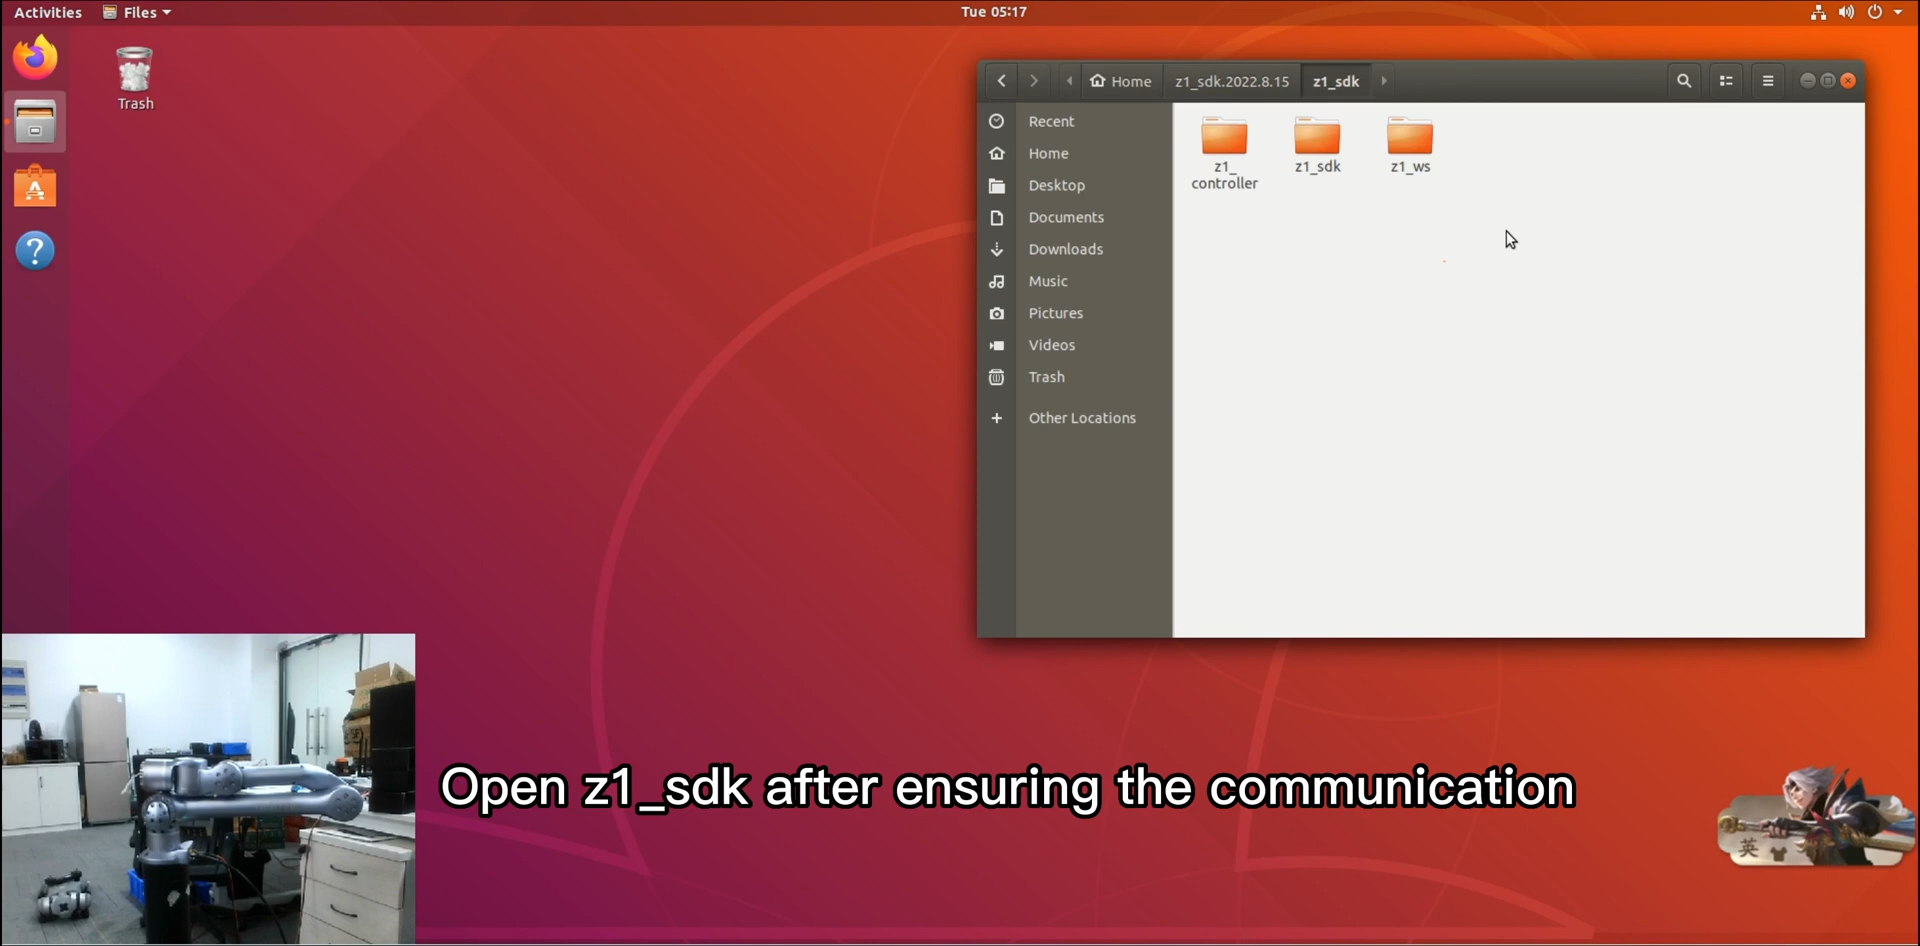 Activities
Files
Tue 05:17
Trash
Home
z1_sdk.2022.8.15
z1_sdk
Recent
Home
Desktop
Documents
Downloads
Music
Pictures
Videos
Trash
Other Locations
z1_
controller
z1_sdk
z1_ws
Open z1_sdk after ensuring the communication
英